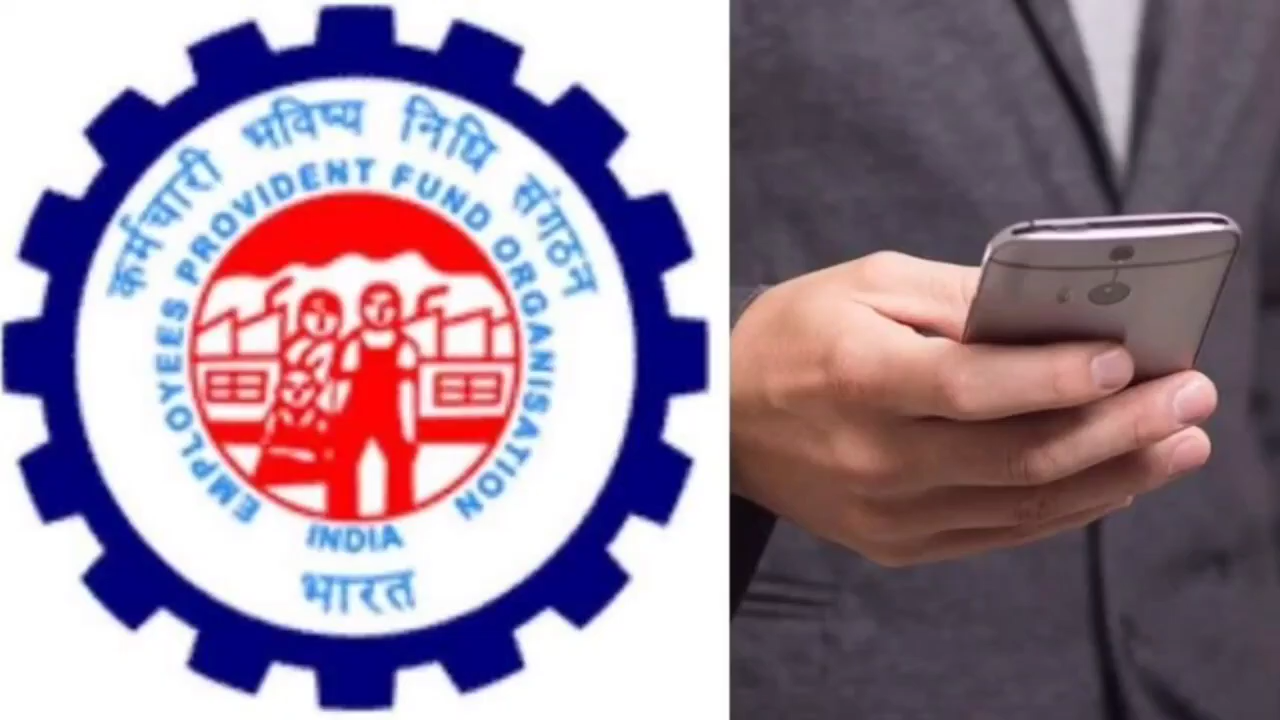 कर्मचारी भविष्य निधि संगठन
EMPLOYEES PROVIDENT FUND ORGANISATION
INDIA
भारत